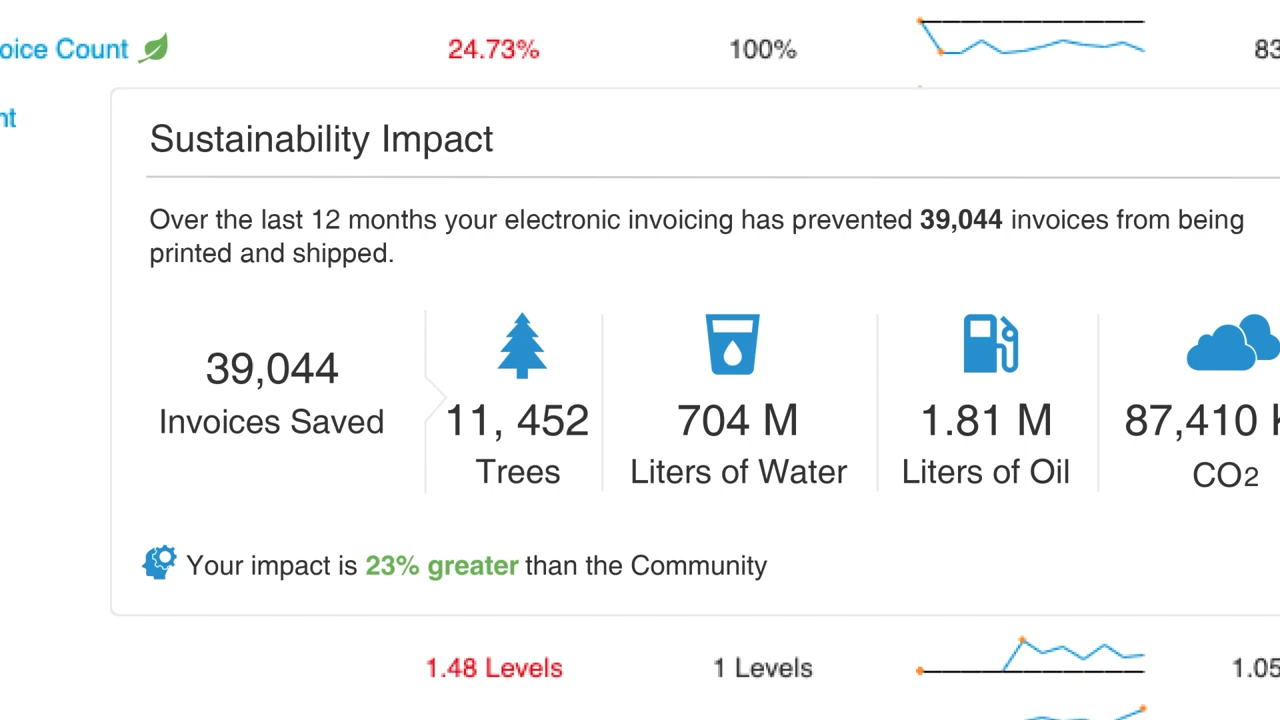 oice Count 24.73% 100% 83
nt
Sustainability Impact
Over the last 12 months your electronic invoicing has prevented 39,044 invoices from being
printed and shipped.
39,044
Invoices Saved
11, 452
Trees
704 M
Liters of Water
1.81 M
Liters of Oil
87,410
CO2
Your impact is 23% greater than the Community
1.48 Levels 1 Levels 1.05